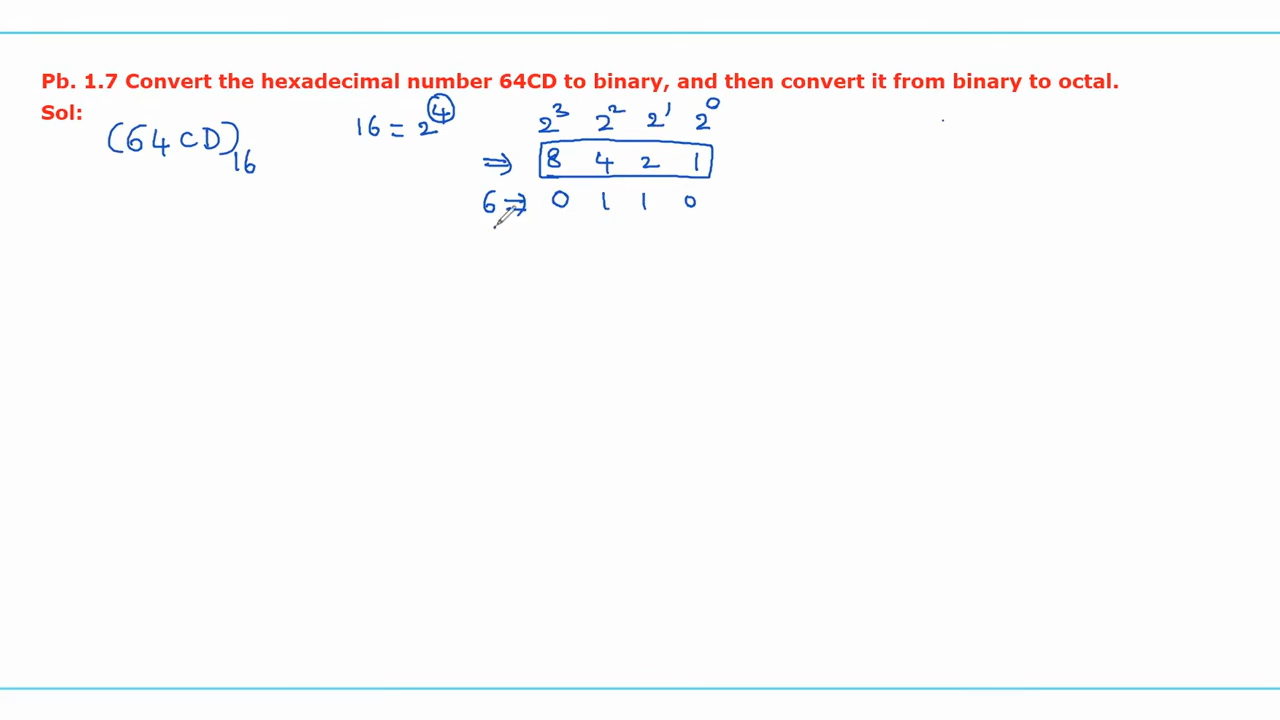 Pb. 1.7 Convert the hexadecimal number 64CD to binary, and then convert it from binary to octal.
Sol:
(64CD)₁₆ 16 = 2⁴ 2³ 2² 2¹ 2⁰
⇒ 8 4 2 1
6 ⇒ 0 1 1 0